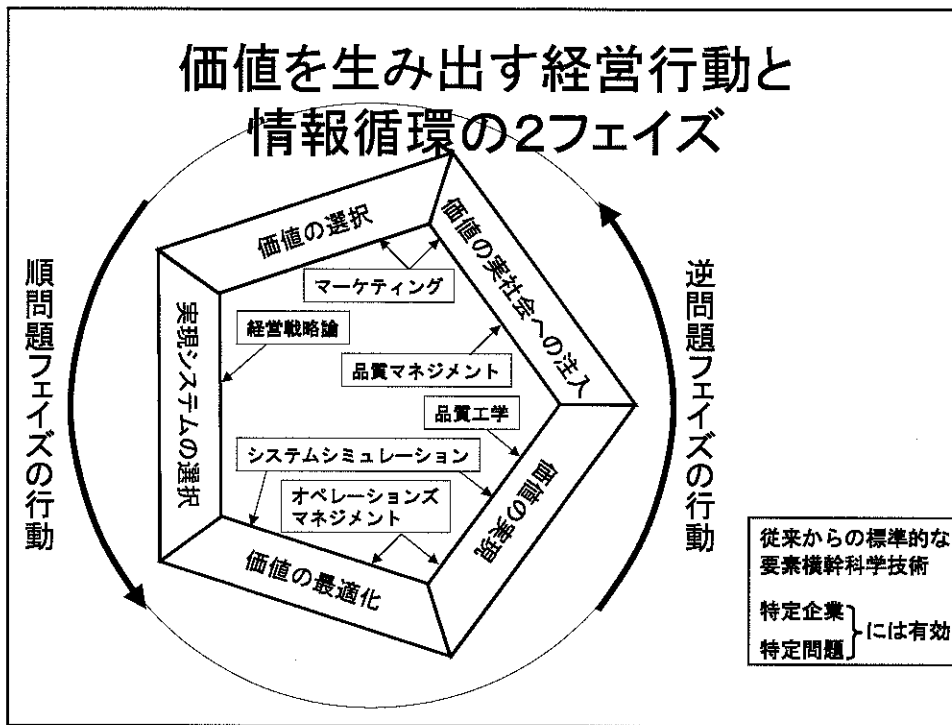 価値を生み出す経営行動と
情報循環の2フェイズ
価値の選択
価値の実社会への注入
マーケティング
順問題フェイズの行動
逆問題フェイズの行動
実現システムの選択
経営戦略論
品質マネジメント
品質工学
システムシミュレーション
オペレーションズ
マネジメント
価値の実現
価値の最適化
従来からの標準的な
要素横幹科学技術
特定企業
特定問題
には有効